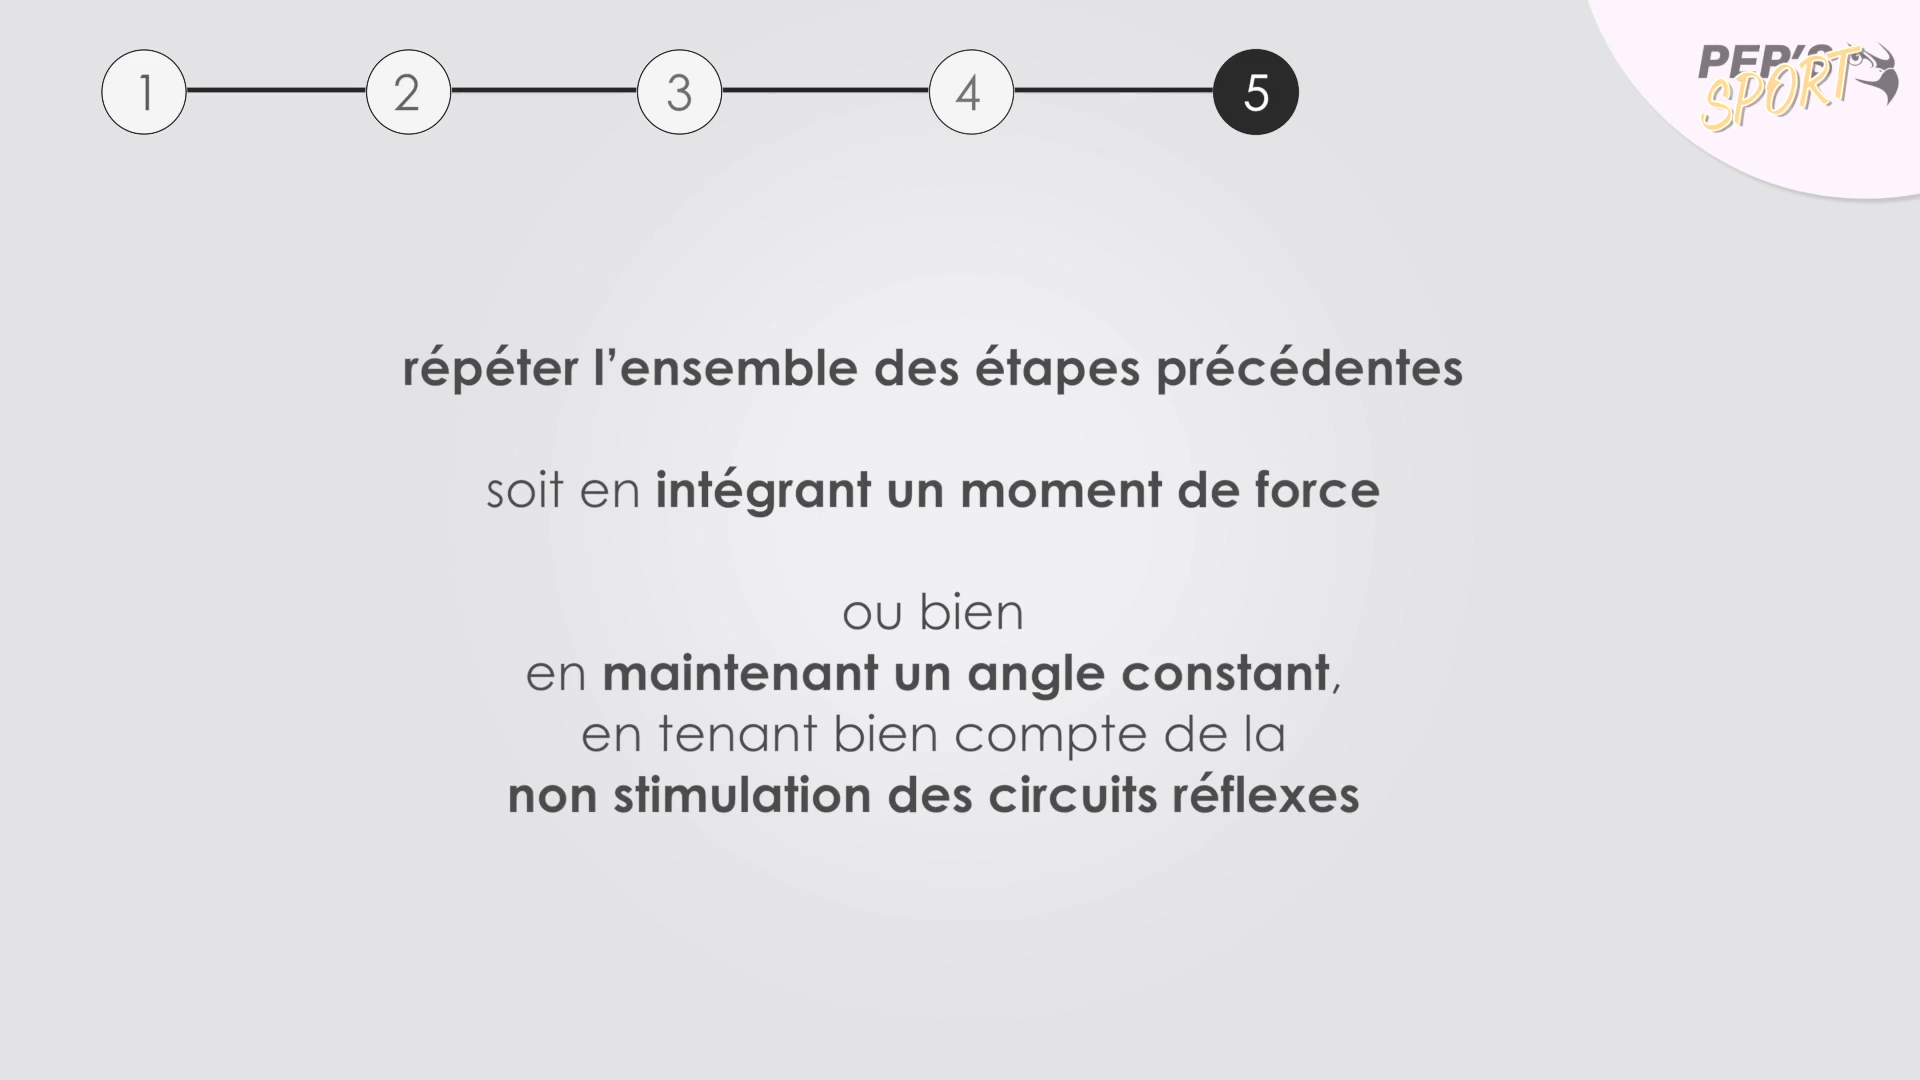 1 2 3 4 5
PEP'S
SPORT
répéter l’ensemble des étapes précédentes
soit en intégrant un moment de force
ou bien
en maintenant un angle constant,
en tenant bien compte de la
non stimulation des circuits réflexes